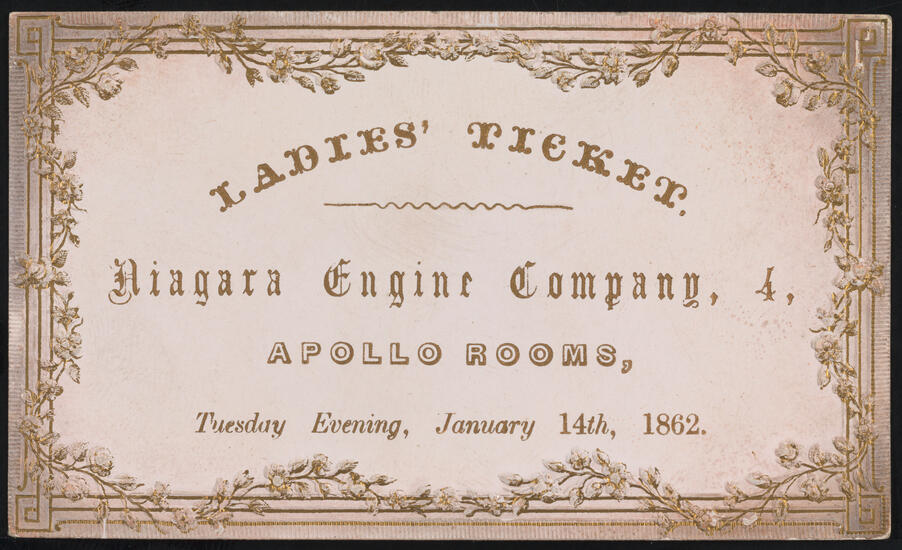 LADIES' TICKET.
Niagara Engine Company, 4,
APOLLO ROOMS,
Tuesday Evening, January 14th, 1862.